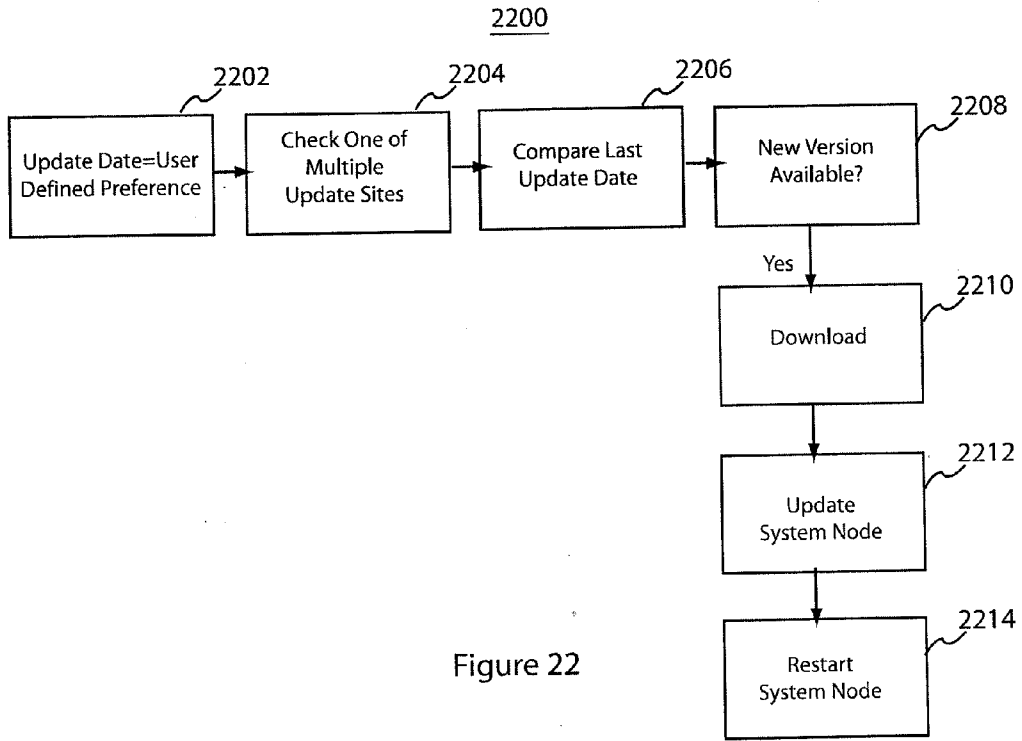 2200
2202
2204
2206
2208
Update Date=User
Defined Preference
Check One of
Multiple
Update Sites
Compare Last
Update Date
New Version
Available?
Yes
2210
Download
2212
Update
System Node
2214
Restart
System Node
Figure 22